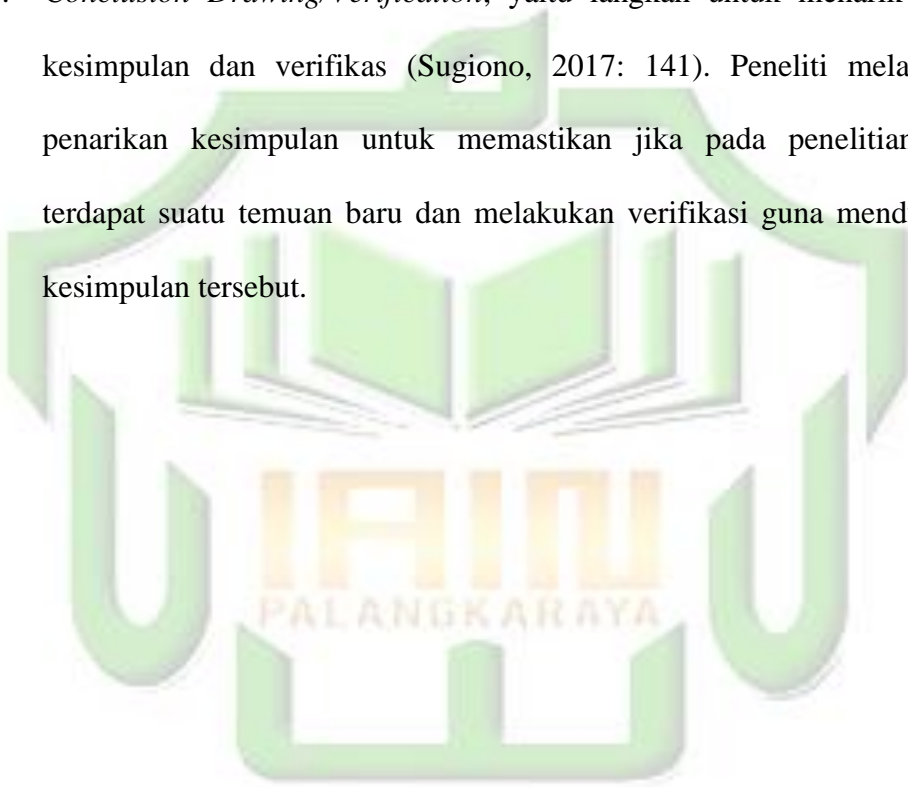 Conclusion Drawing/Verification, yaitu langkah untuk menarik
kesimpulan dan verifikas (Sugiono, 2017: 141). Peneliti mela
penarikan kesimpulan untuk memastikan jika pada penelitian
terdapat suatu temuan baru dan melakukan verifikasi guna mend
kesimpulan tersebut.
IAIN
PALANGKARAYA